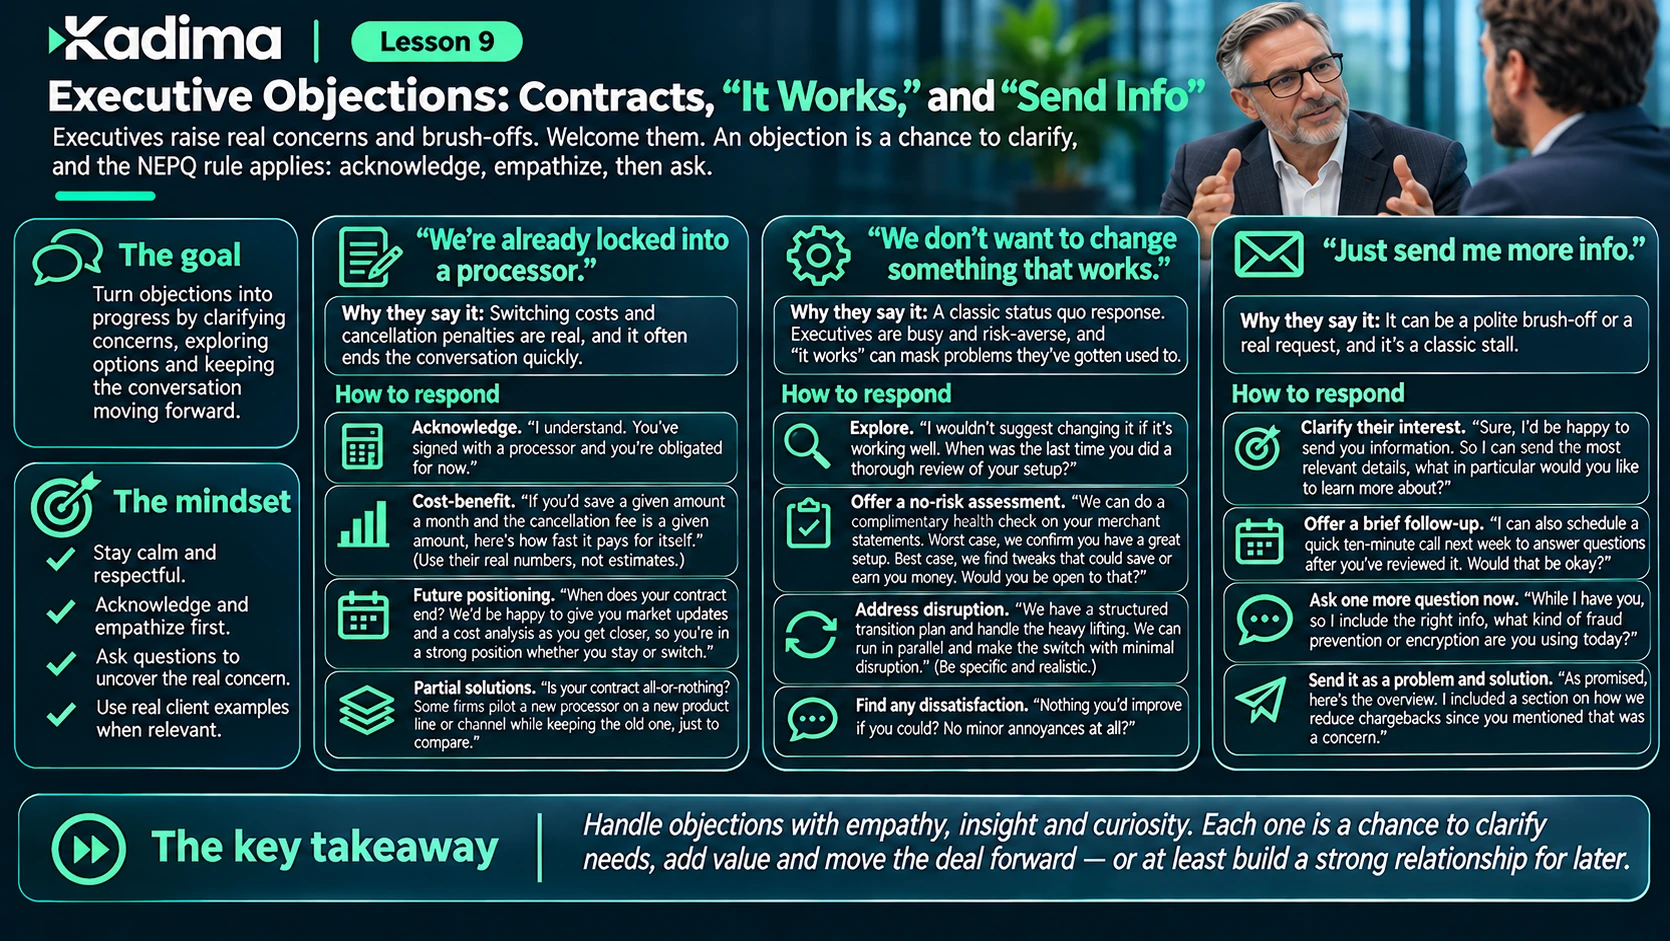 Kadima
Lesson 9
Executive Objections: Contracts, “It Works,” and “Send Info”
Executives raise real concerns and brush-offs. Welcome them. An objection is a chance to clarify,
and the NEPQ rule applies: acknowledge, empathize, then ask.
The goal
Turn objections into
progress by clarifying
concerns, exploring
options and keeping
the conversation
moving forward.
The mindset
Stay calm and
respectful.
Acknowledge and
empathize first.
Ask questions to
uncover the real concern.
Use real client examples
when relevant.
“We’re already locked into
a processor.”
Why they say it: Switching costs and
cancellation penalties are real, and it often
ends the conversation quickly.
How to respond
Acknowledge. “I understand. You’ve
signed with a processor and you’re obligated
for now.”
Cost-benefit. “If you’d save a given amount
a month and the cancellation fee is a given
amount, here’s how fast it pays for itself.”
(Use their real numbers, not estimates.)
Future positioning. “When does your contract
end? We’d be happy to give you market updates
and a cost analysis as you get closer, so you’re in
a strong position whether you stay or switch.”
Partial solutions. “Is your contract all-or-nothing?
Some firms pilot a new processor on a new product
line or channel while keeping the old one, just to
compare.”
“We don’t want to change
something that works.”
Why they say it: A classic status quo response.
Executives are busy and risk-averse, and
“it works” can mask problems they’ve gotten used to.
How to respond
Explore. “I wouldn’t suggest changing it if it’s
working well. When was the last time you did a
thorough review of your setup?”
Offer a no-risk assessment. “We can do a
complimentary health check on your merchant
statements. Worst case, we confirm you have a great
setup. Best case, we find tweaks that could save or
earn you money. Would you be open to that?”
Address disruption. “We have a structured
transition plan and handle the heavy lifting. We can
run in parallel and make the switch with minimal
disruption.” (Be specific and realistic.)
Find any dissatisfaction. “Nothing you’d improve
if you could? No minor annoyances at all?”
“Just send me more info.”
Why they say it: It can be a polite brush-off or a
real request, and it’s a classic stall.
How to respond
Clarify their interest. “Sure, I’d be happy to
send you information. So I can send the most
relevant details, what in particular would you like
to learn more about?”
Offer a brief follow-up. “I can also schedule a
quick ten-minute call next week to answer questions
after you’ve reviewed it. Would that be okay?”
Ask one more question now. “While I have you,
so I include the right info, what kind of fraud
prevention or encryption are you using today?”
Send it as a problem and solution. “As promised,
here’s the overview. I included a section on how we
reduce chargebacks since you mentioned that was
a concern.”
The key takeaway
Handle objections with empathy, insight and curiosity. Each one is a chance to clarify
needs, add value and move the deal forward — or at least build a strong relationship for later.